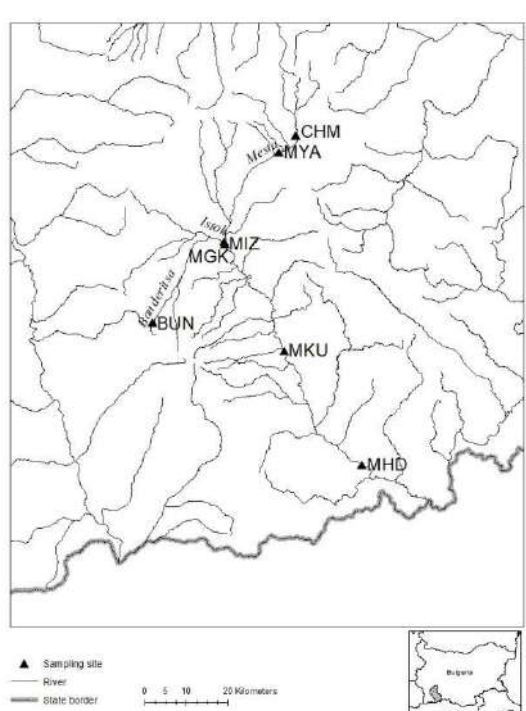 CHM
Mesta
MYA
Istok
MIZ
MGK
Banderitsa
BUN
MKU
MHD
Sampling site
River
State border
0 5 10 20 Kilometers
Bulgaria